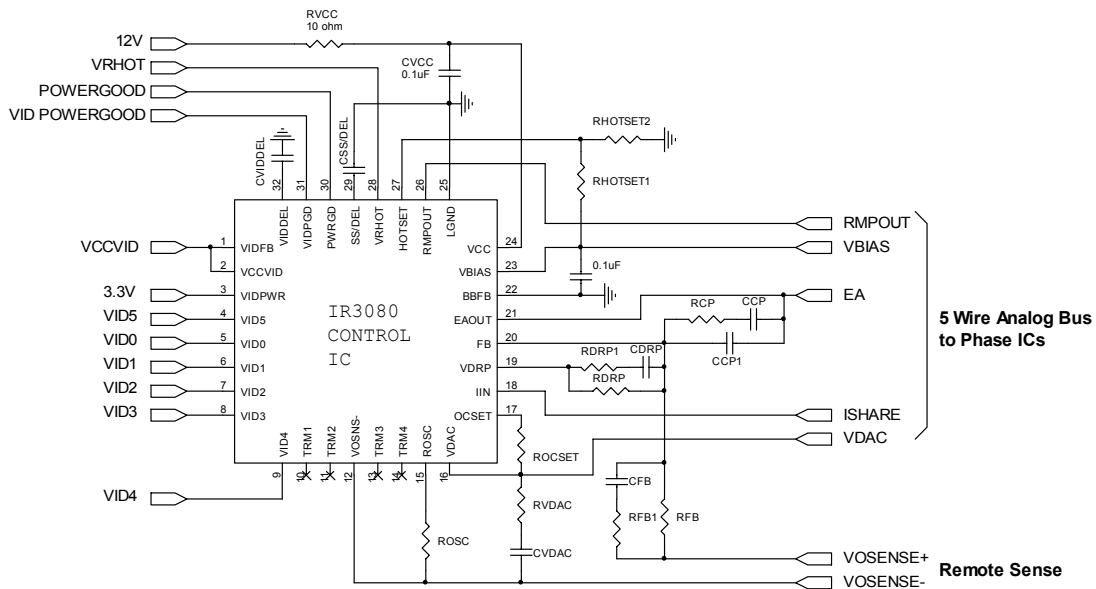 RVCC
10 ohm
12V
VRHOT
POWERGOOD
VID POWERGOOD
CVCC
0.1uF
CVIDDEL
CSS/DEL
RHOTSET2
RHOTSET1
32
31
30
29
28
27
26
25
VIDDEL
VIDPGD
PWRGD
SS/DEL
VRHOT
HOTSET
RMPOUT
LGND
RMPOUT
VCCVID
1 VIDFB
VCC 24
VBIAS
2 VCCVID
VBIAS 23
0.1uF
3.3V
3 VIDPWR
BBFB 22
EA
VID5
4 VID5
IR3080
CONTROL
IC
EAOUT 21
RCP
CCP
5 Wire Analog Bus
to Phase ICs
VID0
5 VID0
FB 20
CCP1
VID1
6 VID1
VDRP 19
RDRP1
CDRP
RDRP
VID2
7 VID2
IIN 18
VID3
8 VID3
OCSET 17
ISHARE
VDAC
VID4
TRM1
TRM2
VOSNS-
TRM3
TRM4
ROSC
VDAC
9
10
11
12
13
14
15
16
ROCSET
VID4
CFB
RVDAC
RFB1
RFB
ROSC
CVDAC
VOSENSE+
VOSENSE-
Remote Sense